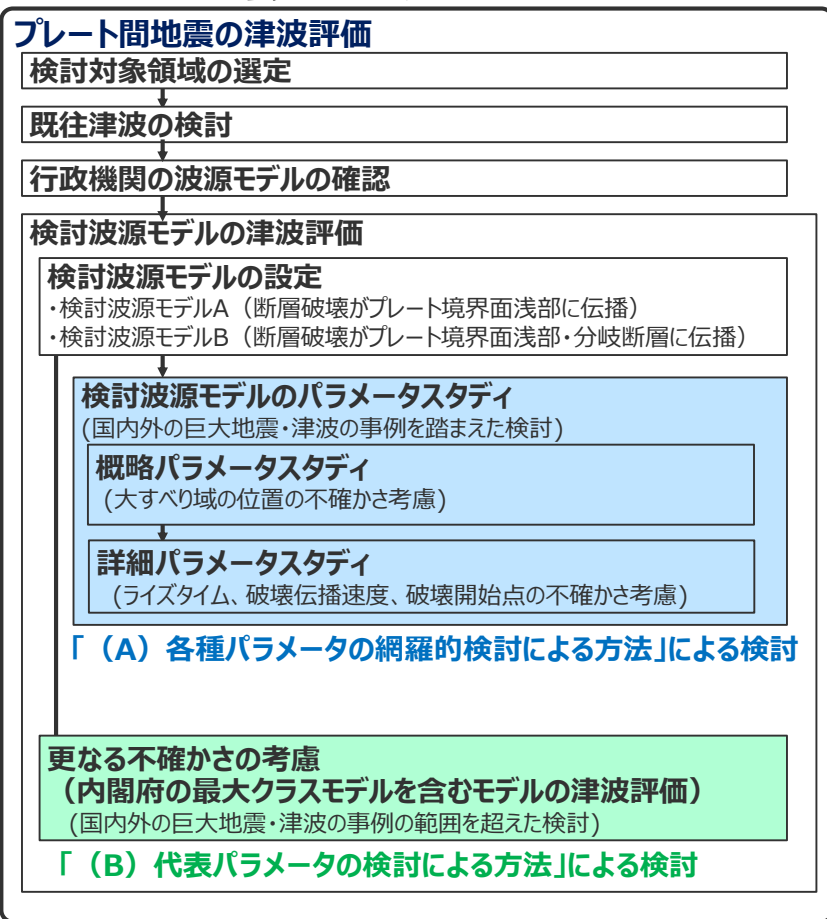 プレート間地震の津波評価
検討対象領域の選定
既往津波の検討
行政機関の波源モデルの確認
検討波源モデルの津波評価
検討波源モデルの設定
・検討波源モデルA（断層破壊がプレート境界面浅部に伝播）
・検討波源モデルB（断層破壊がプレート境界面浅部・分岐断層に伝播）
検討波源モデルのパラメータスタディ
(国内外の巨大地震・津波の事例を踏まえた検討)
概略パラメータスタディ
(大すべり域の位置の不確かさ考慮)
詳細パラメータスタディ
(ライズタイム、破壊伝播速度、破壊開始点の不確かさ考慮)
「（A）各種パラメータの網羅的検討による方法」による検討
更なる不確かさの考慮
（内閣府の最大クラスモデルを含むモデルの津波評価）
(国内外の巨大地震・津波の事例の範囲を超えた検討)
「（B）代表パラメータの検討による方法」による検討